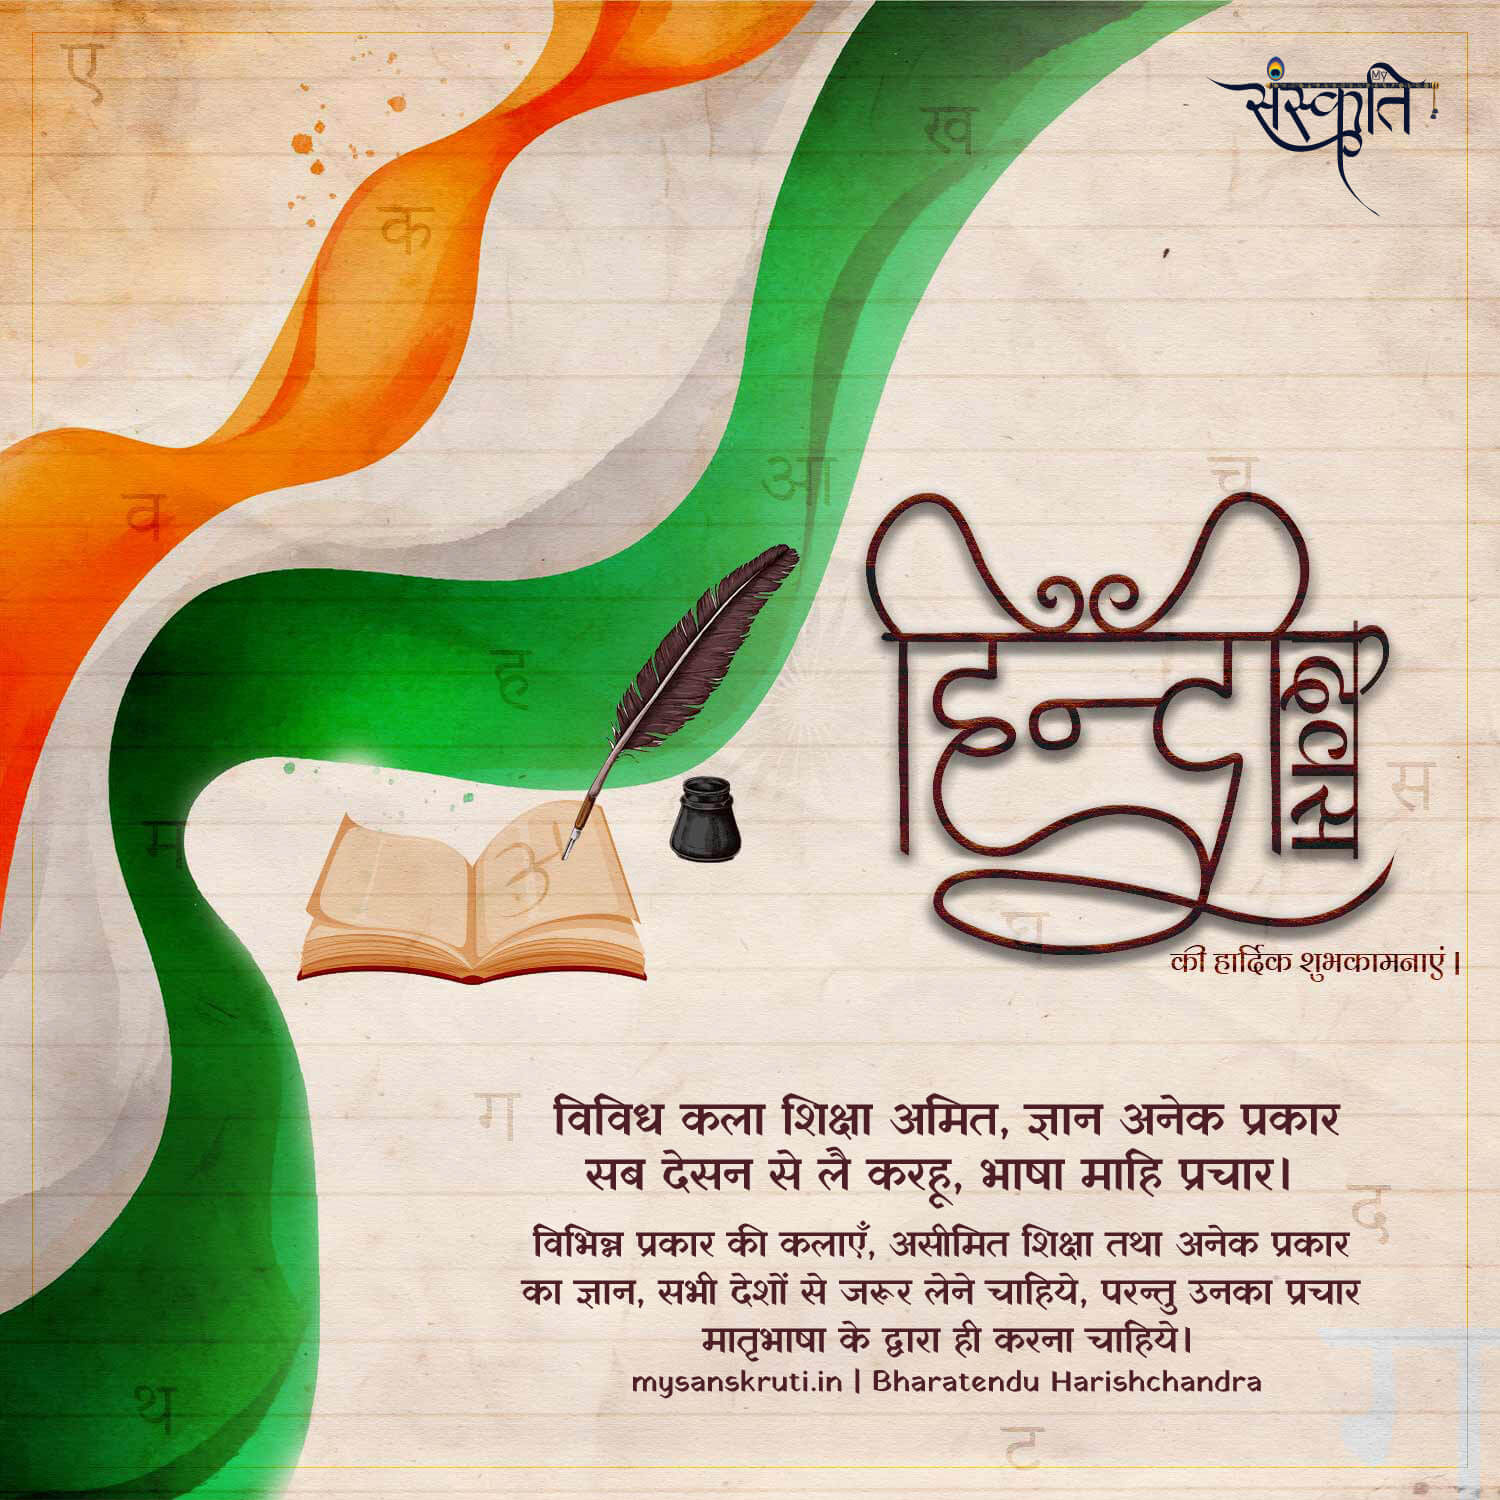 My
संस्कृति
ए
ख
क
आ
च
व
ह
हिन्दी
दिवस
स
म
अ
घ
की हार्दिक शुभकामनाएं।
ग
विविध कला शिक्षा अमित, ज्ञान अनेक प्रकार
सब देसन से लै करहू, भाषा माहि प्रचार।
द
विभिन्न प्रकार की कलाएँ, असीमित शिक्षा तथा अनेक प्रकार
का ज्ञान, सभी देशों से जरूर लेने चाहिये, परन्तु उनका प्रचार
मातृभाषा के द्वारा ही करना चाहिये।
mysanskruti.in | Bharatendu Harishchandra
थ
ट
ग